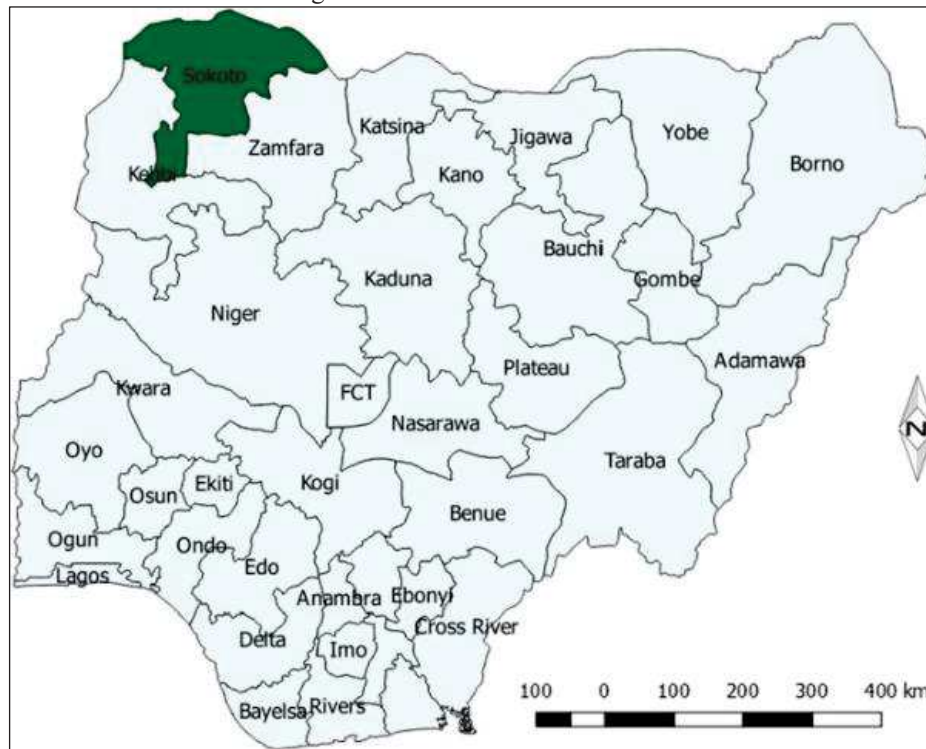 Sokoto
Katsina
Yobe
Jigawa
Zamfara
Borno
Kebbi
Kano
Bauchi
Kaduna
Gombe
Niger
Adamawa
Plateau
FCT
Kwara
Nasarawa
Oyo
Taraba
Ekiti
Kogi
Osun
Benue
Ogun
Ondo
Edo
Lagos
Anambra
Ebonyi
Cross River
Delta
Imo
Bayelsa
Rivers
N
100 0 100 200 300 400 km